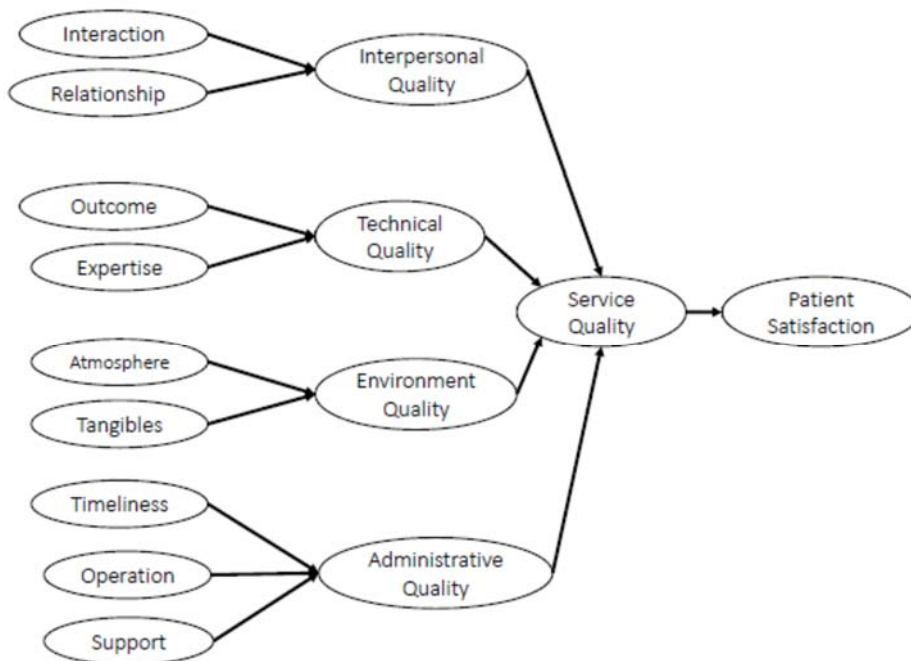 Interaction
Relationship
Interpersonal
Quality
Outcome
Expertise
Technical
Quality
Atmosphere
Tangibles
Environment
Quality
Timeliness
Operation
Support
Administrative
Quality
Service
Quality
Patient
Satisfaction